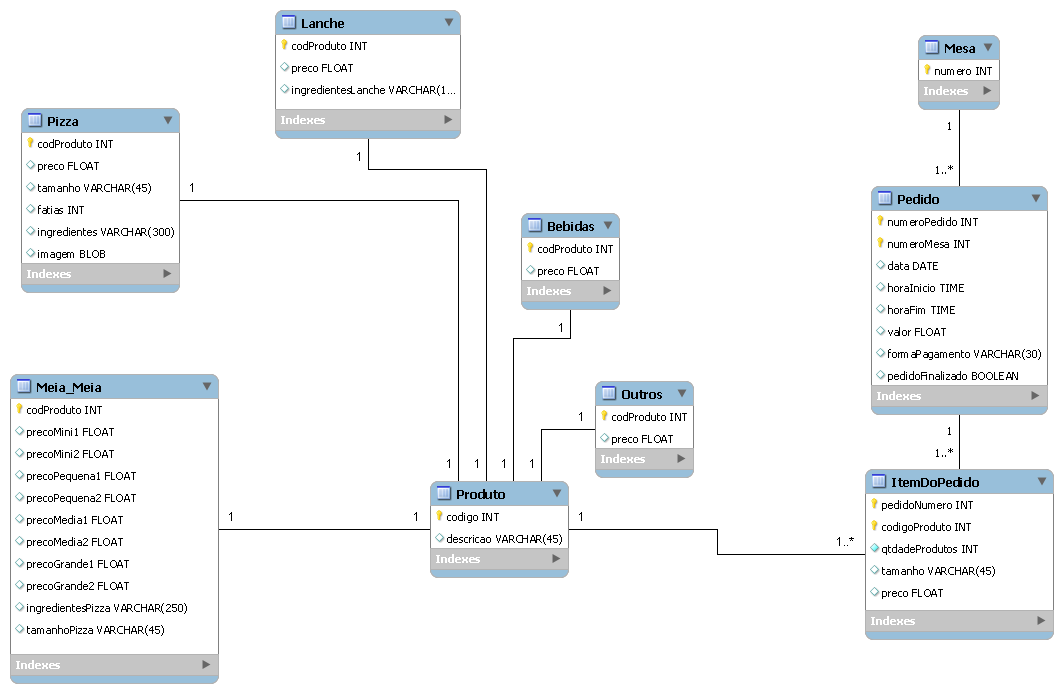 Lanche
codProduto INT
preco FLOAT
ingredientesLanche VARCHAR(1...
Indexes
1
Pizza
codProduto INT
preco FLOAT
tamanho VARCHAR(45)
fatias INT
ingredientes VARCHAR(300)
imagem BLOB
Indexes
1
Mesa
numero INT
Indexes
1
1..*
Pedido
numeroPedido INT
numeroMesa INT
data DATE
horaInicio TIME
horaFim TIME
valor FLOAT
formaPagamento VARCHAR(30)
pedidoFinalizado BOOLEAN
Indexes
1
1..*
Bebidas
codProduto INT
preco FLOAT
Indexes
1
Meia_Meia
codProduto INT
precoMini1 FLOAT
precoMini2 FLOAT
precoPequena1 FLOAT
precoPequena2 FLOAT
precoMedia1 FLOAT
precoMedia2 FLOAT
precoGrande1 FLOAT
precoGrande2 FLOAT
ingredientesPizza VARCHAR(250)
tamanhoPizza VARCHAR(45)
Indexes
1
1
Outros
codProduto INT
preco FLOAT
Indexes
1
1
1
1
1
Produto
codigo INT
descricao VARCHAR(45)
Indexes
1
1..*
ItemDoPedido
pedidoNumero INT
codigoProduto INT
qtdadeProdutos INT
tamanho VARCHAR(45)
preco FLOAT
Indexes